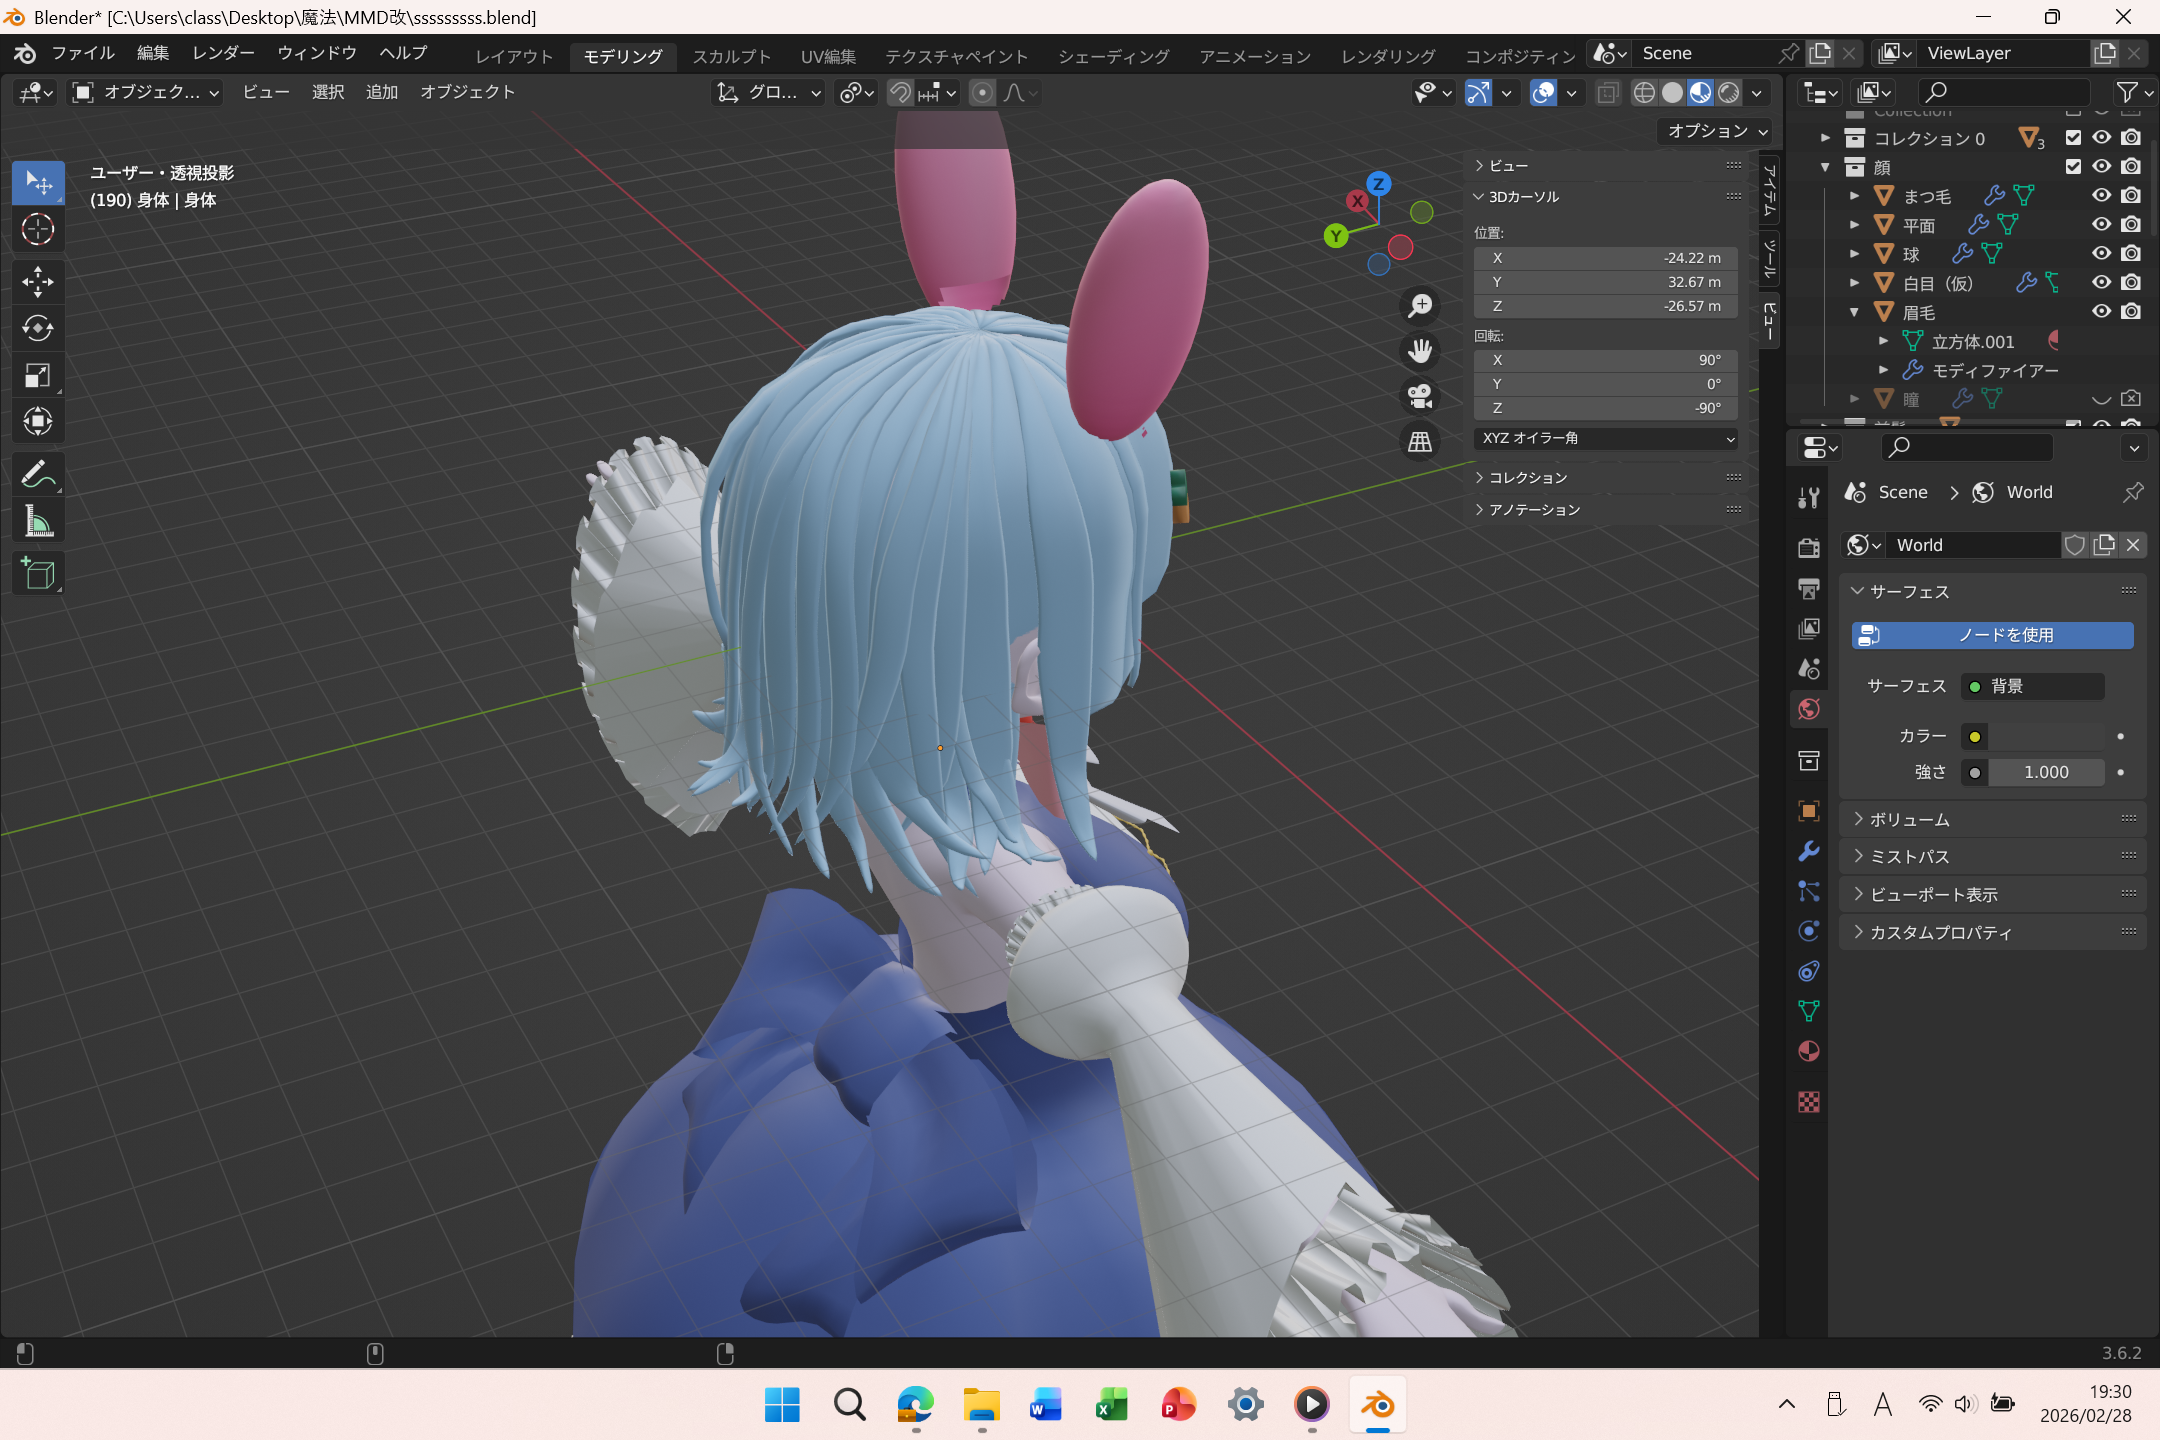 Blender* [C:\Users\class\Desktop\魔法\MMD改\sssssssss.blend]
ファイル 編集 レンダー ウィンドウ ヘルプ レイアウト モデリング スカルプト UV編集 テクスチャペイント シェーディング アニメーション レンダリング コンポジティン Scene ViewLayer
オブジェク... ビュー 選択 追加 オブジェクト グロ...
オプション
ユーザー・透視投影
(190) 身体 | 身体
X
Y
Z
ビュー
3Dカーソル
位置:
X -24.22 m
Y 32.67 m
Z -26.57 m
回転:
X 90°
Y 0°
Z -90°
XYZ オイラー角
コレクション
アノテーション
アイテム
ツール
ビュー
Collection
コレクション 0 3
顔
まつ毛
平面
球
白目（仮）
眉毛
立方体.001
モディファイアー
瞳
Scene World
World
サーフェス
ノードを使用
サーフェス 背景
カラー
強さ 1.000
ボリューム
ミストパス
ビューポート表示
カスタムプロパティ
3.6.2
A
19:30
2026/02/28